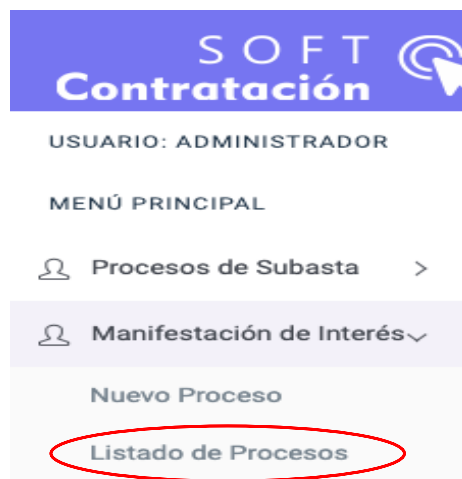 SOFT
Contratación
USUARIO: ADMINISTRADOR
MENÚ PRINCIPAL
Procesos de Subasta
Manifestación de Interés
Nuevo Proceso
Listado de Procesos